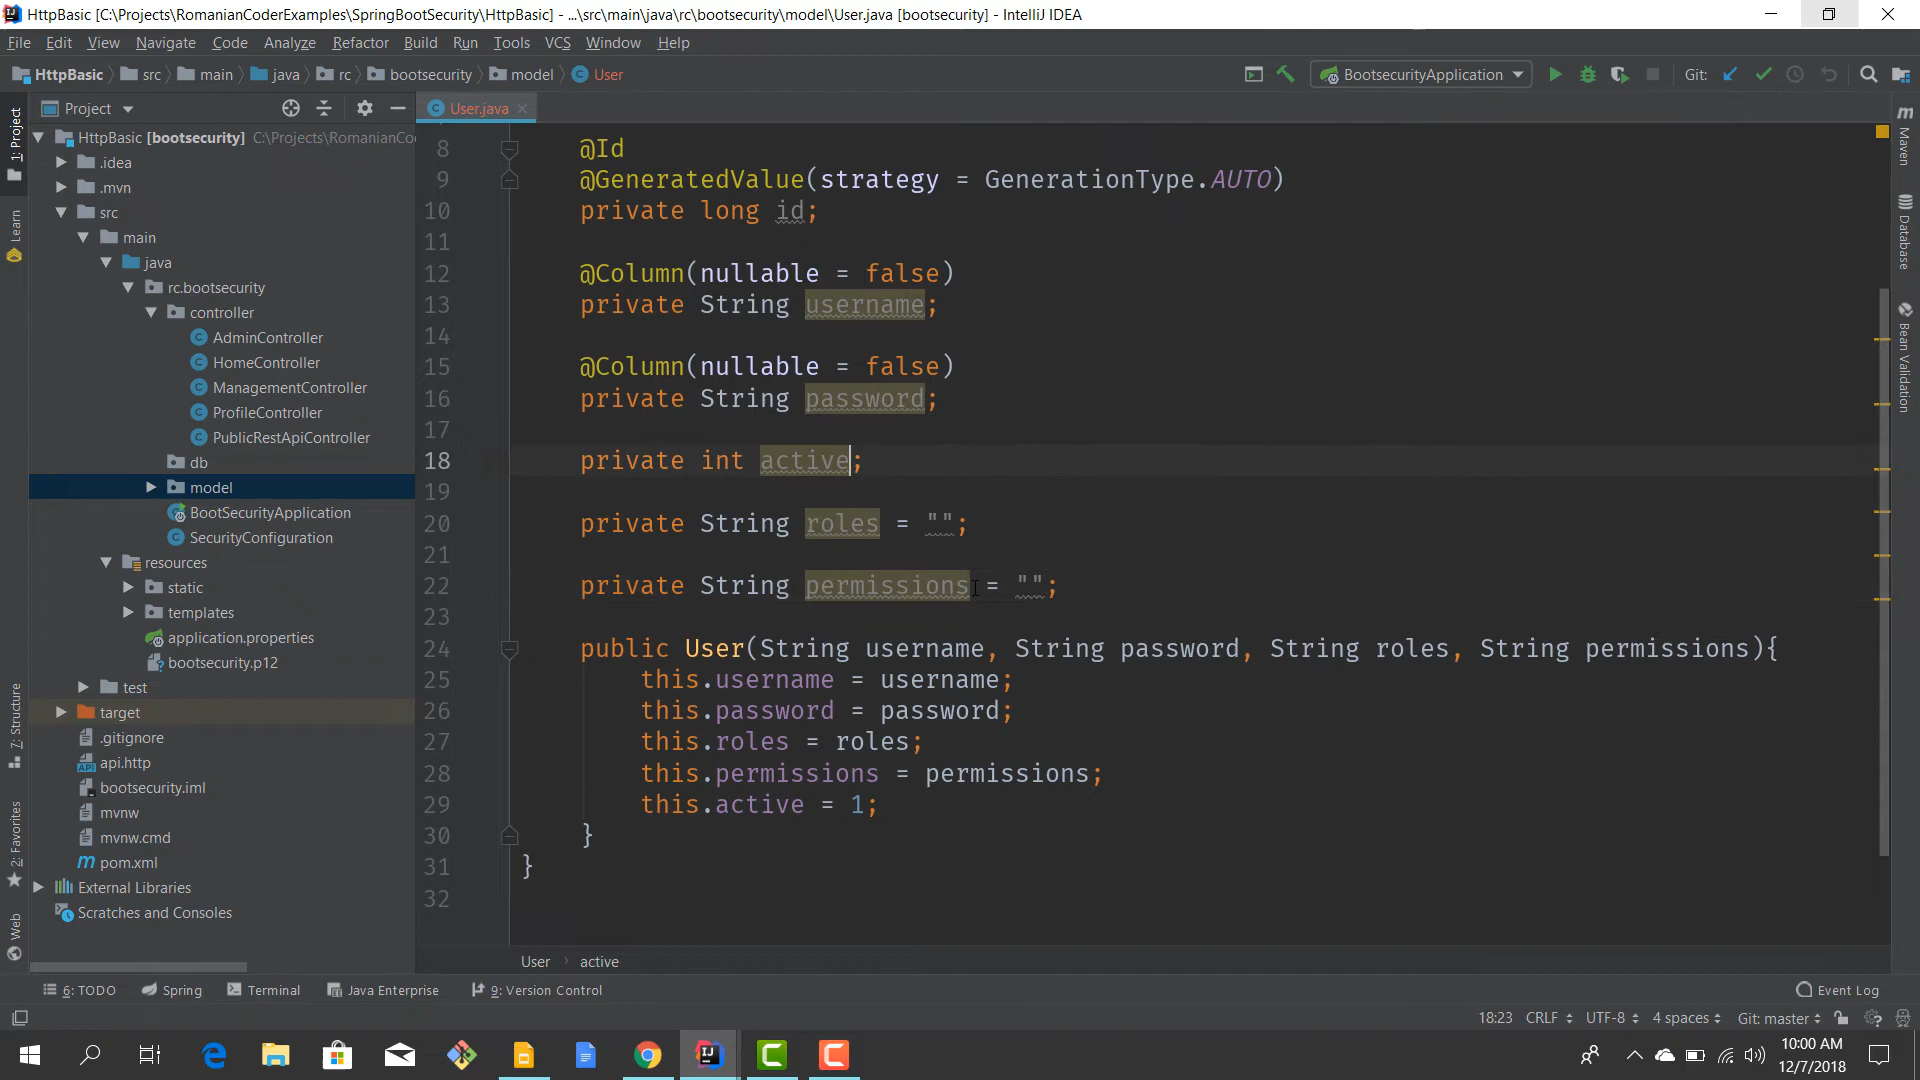 HttpBasic [C:\Projects\RomanianCoderExamples\SpringBootSecurity\HttpBasic] - ...\src\main\java\rc\bootsecurity\model\User.java [bootsecurity] - IntelliJ IDEA
File Edit View Navigate Code Analyze Refactor Build Run Tools VCS Window Help
HttpBasic src main java rc bootsecurity model User BootsecurityApplication Git:
Project
User.java
1: Project
Learn
7: Structure
2: Favorites
Web
HttpBasic [bootsecurity] C:\Projects\RomanianCo
.idea
.mvn
src
main
java
rc.bootsecurity
controller
AdminController
HomeController
ManagementController
ProfileController
PublicRestApiController
db
model
BootSecurityApplication
SecurityConfiguration
resources
static
templates
application.properties
bootsecurity.p12
test
target
.gitignore
api.http
bootsecurity.iml
mvnw
mvnw.cmd
pom.xml
External Libraries
Scratches and Consoles
8 @Id
9 @GeneratedValue(strategy = GenerationType.AUTO)
10 private long id;
11
12 @Column(nullable = false)
13 private String username;
14
15 @Column(nullable = false)
16 private String password;
17
18 private int active;
19
20 private String roles = "";
21
22 private String permissions = "";
23
24 public User(String username, String password, String roles, String permissions){
25 this.username = username;
26 this.password = password;
27 this.roles = roles;
28 this.permissions = permissions;
29 this.active = 1;
30 }
31 }
32
User › active
Maven
Database
Bean Validation
6: TODO Spring Terminal Java Enterprise 9: Version Control Event Log
18:23 CRLF UTF-8 4 spaces Git: master
10:00 AM
12/7/2018